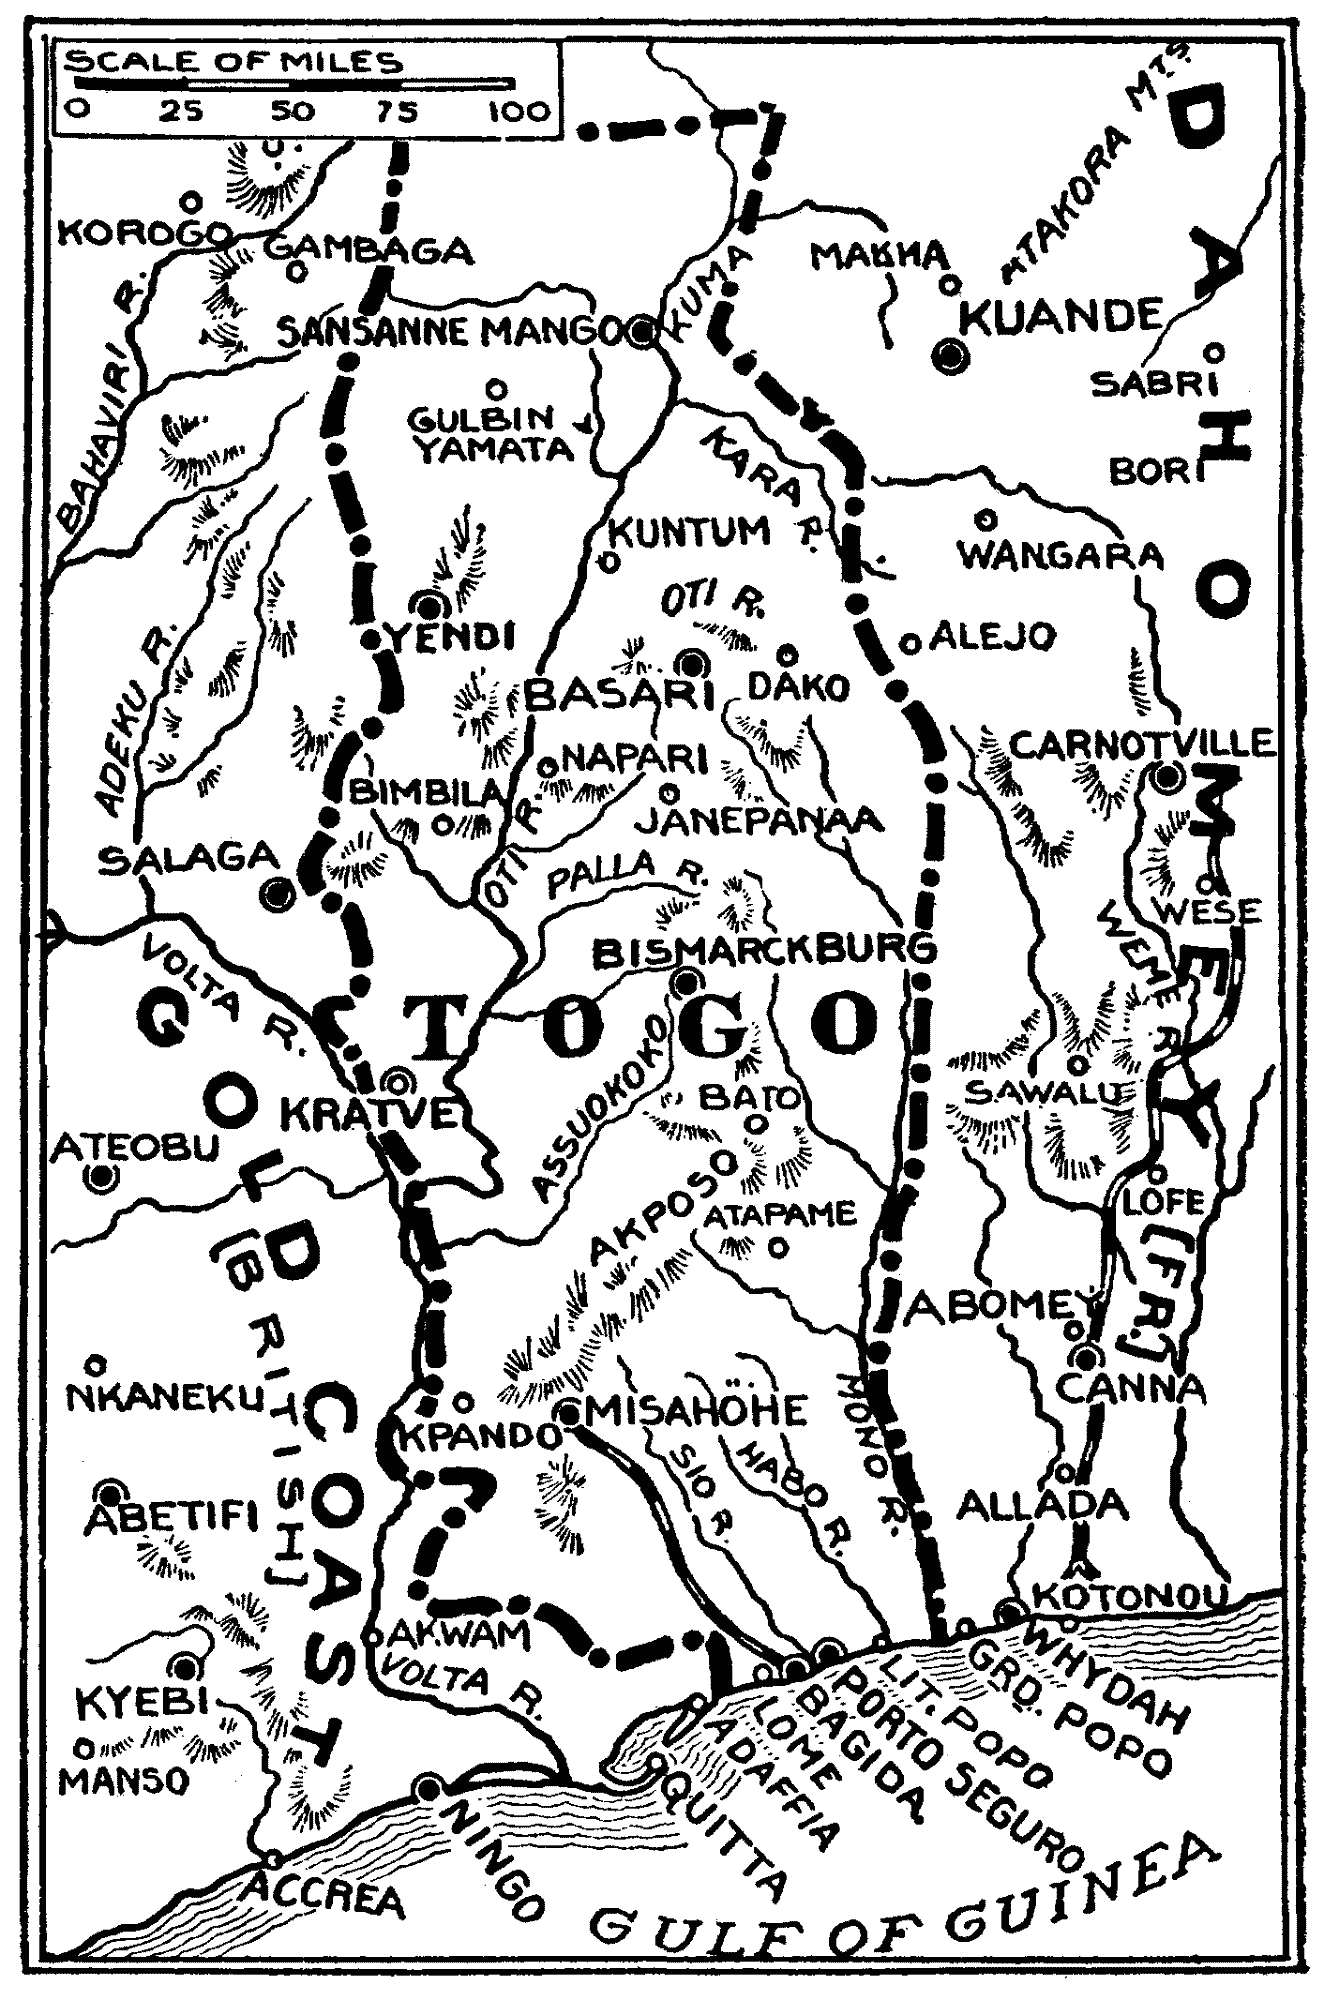 SCALE OF MILES
0 25 50 75 100
ATAKORA MTS.
DAHOMEY
[FR.]
KOROGO
GAMBAGA
MAKHA
KUANDE
BAHAVIRI R.
SANSANNE MANGO
KUMA
SABRI
GULBIN
YAMATA
KARA R.
BORI
KUNTUM
WANGARA
OTI R.
ADEKU R.
YENDI
ALEJO
BASARI
DAKO
CARNOTVILLE
NAPARI
BIMBILA
JANEPANAA
OTI R.
SALAGA
PALLA R.
WESE
WEME R.
BISMARCKBURG
VOLTA R.
TOGO
GOLD COAST
[BRITISH]
ASSUOKOKO
KRATVE
BATO
SAWALU
ATEOBU
AKPOSO
ATAPAME
LOFE
ABOMEY
NKANEKU
KPANDO
MISAHÖHE
MONO R.
CANNA
SIO R.
HABO R.
ABETIFI
ALLADA
KOTONOU
AKWAM
VOLTA R.
KYEBI
MANSO
WHYDAH
GRD. POPO
LIT. POPO
PORTO SEGURO
BAGIDA
LOME
ADAFFIA
QUITTA
NINGO
ACCREA
GULF OF GUINEA